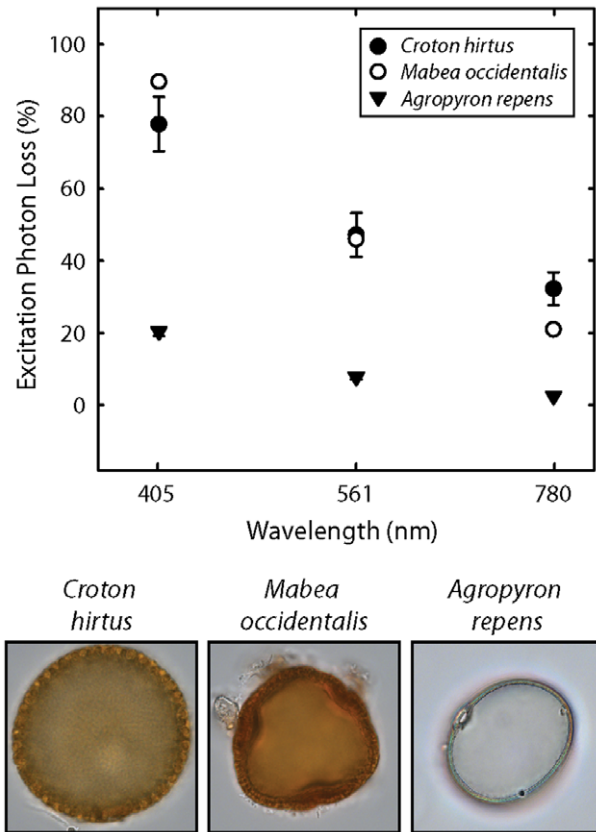 Excitation Photon Loss (%)
100
80
60
40
20
0
Croton hirtus
Mabea occidentalis
Agropyron repens
405 561 780
Wavelength (nm)
Croton
hirtus
Mabea
occidentalis
Agropyron
repens